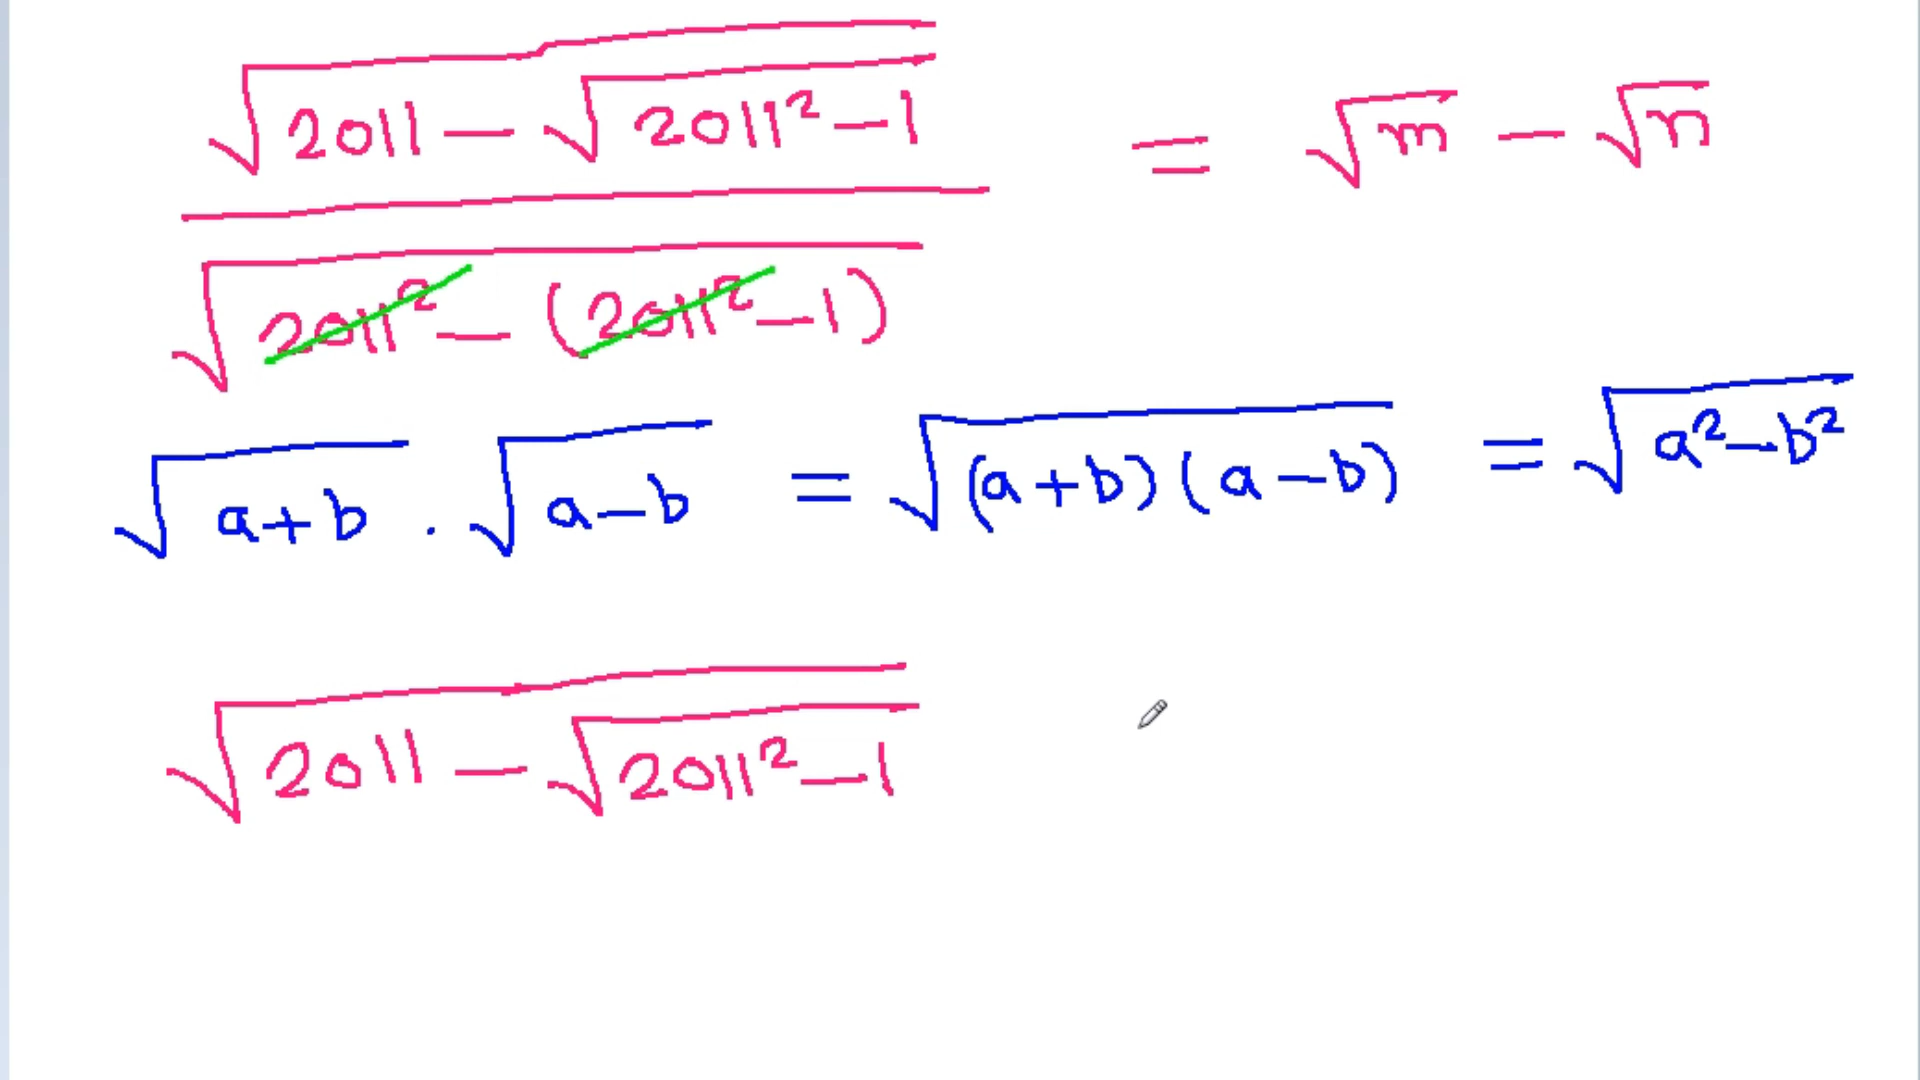 √(2011 − √(2011² − 1)) = √m − √n
√(2011² − (2011² − 1))
√(a + b) . √(a − b) = √((a + b)(a − b)) = √(a² − b²)
√(2011 − √(2011² − 1))